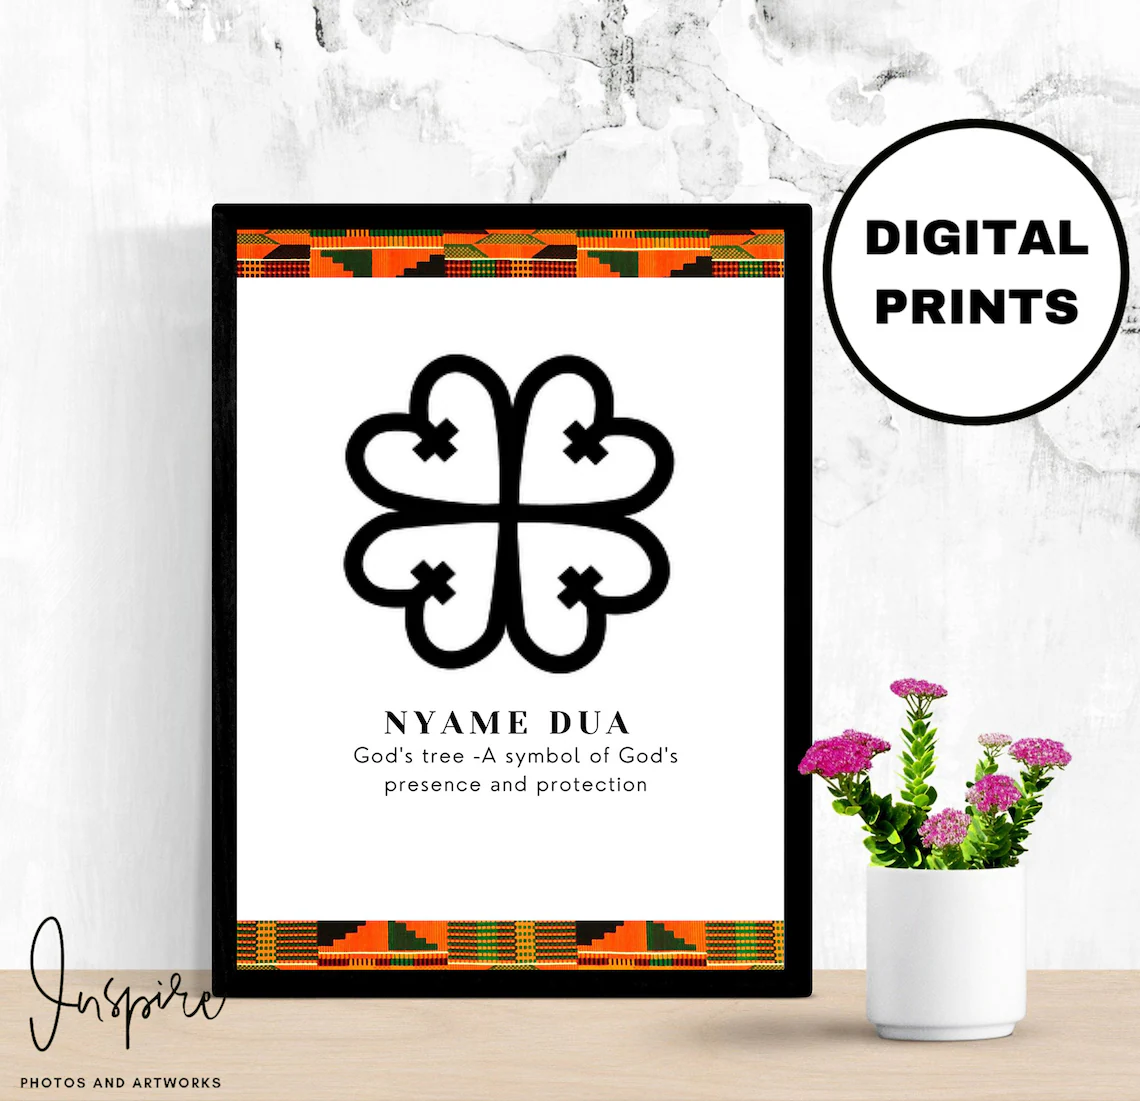 DIGITAL
PRINTS
NYAME DUA
God's tree -A symbol of God's
presence and protection
Inspire
PHOTOS AND ARTWORKS